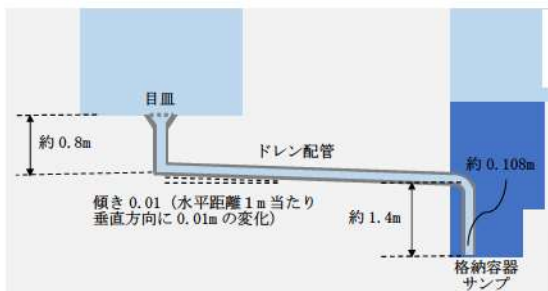 目皿
約 0.8m
ドレン配管
約 0.108m
傾き 0.01（水平距離 1 m 当たり
垂直方向に 0.01m の変化）
約 1.4m
格納容器
サンプ